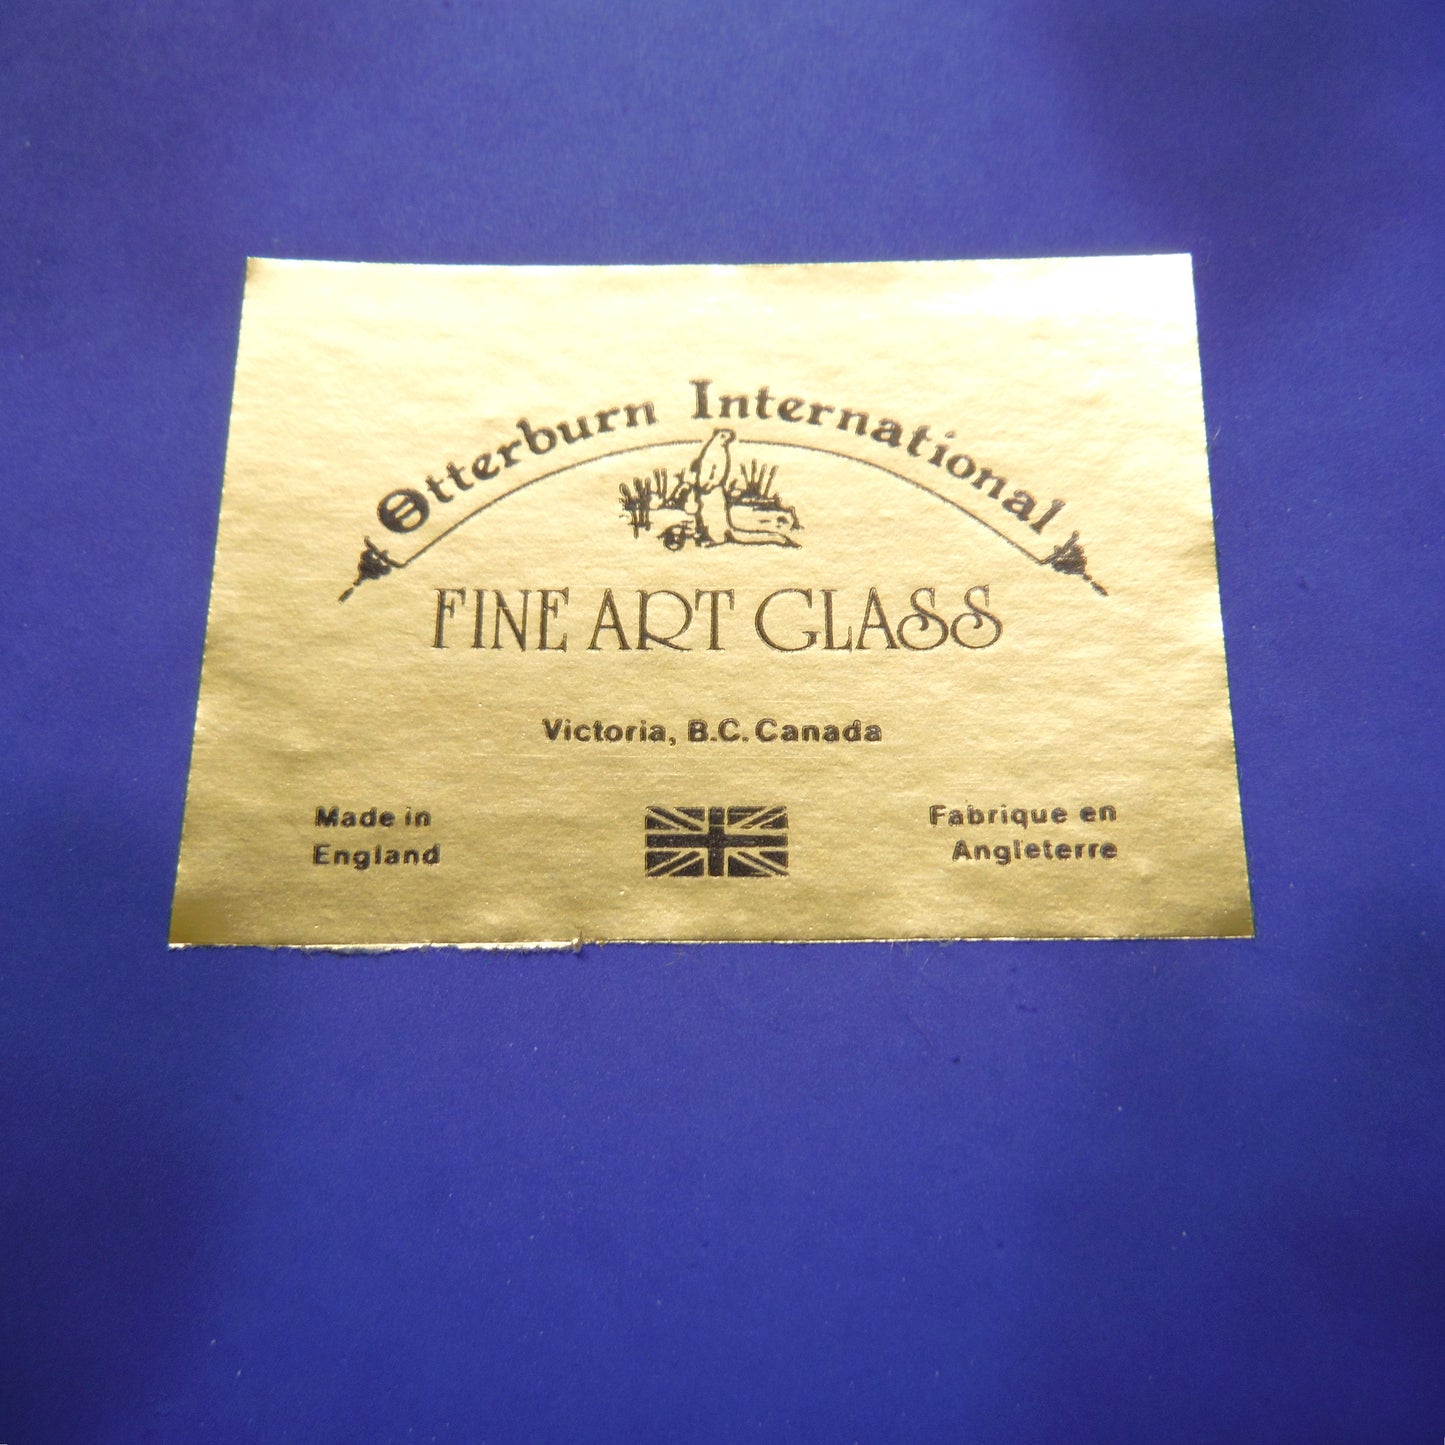 Otterburn International
FINE ART GLASS
Victoria, B.C. Canada
Made in
England
Fabrique en
Angleterre